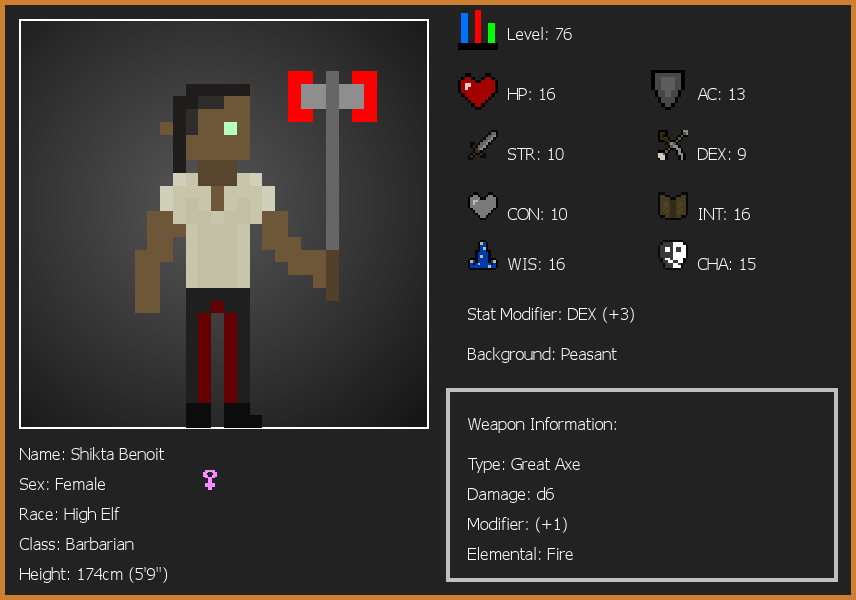 Level: 76
HP: 16
AC: 13
STR: 10
DEX: 9
CON: 10
INT: 16
WIS: 16
CHA: 15
Stat Modifier: DEX (+3)
Background: Peasant
Weapon Information:
Type: Great Axe
Damage: d6
Modifier: (+1)
Elemental: Fire
Name: Shikta Benoit
Sex: Female
Race: High Elf
Class: Barbarian
Height: 174cm (5'9")